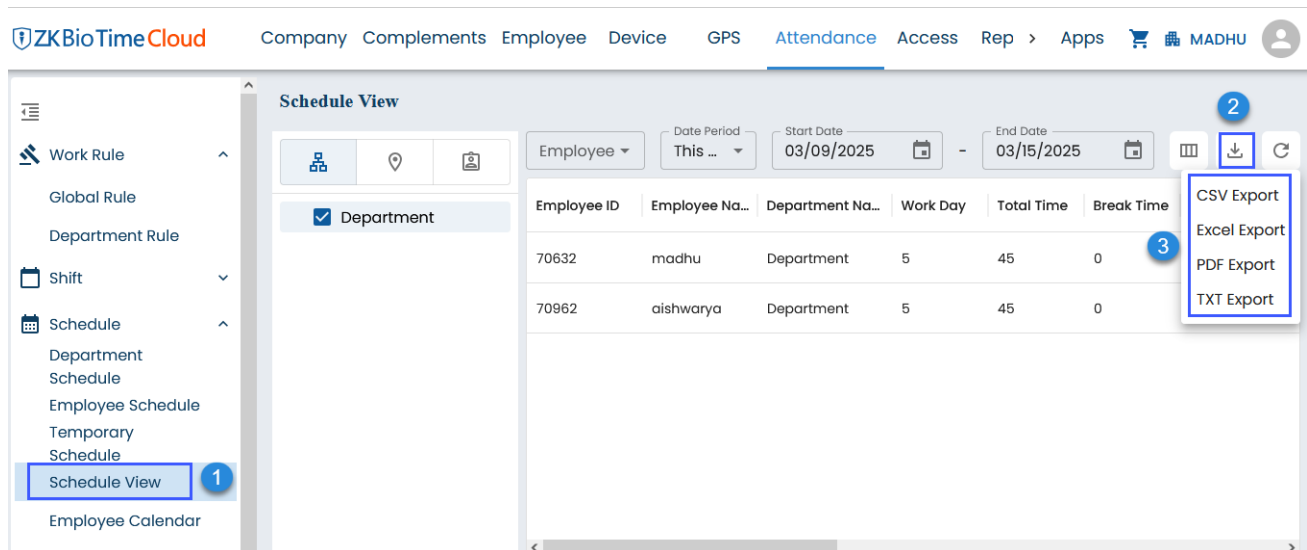 ZKBioTime Cloud
Company Complements Employee Device GPS Attendance Access Rep > Apps MADHU
Schedule View
2
Work Rule
Global Rule
Department Rule
Shift
Schedule
Department
Schedule
Employee Schedule
Temporary
Schedule
Schedule View
1
Employee Calendar
Department
Employee
Date Period
This ...
Start Date
03/09/2025
-
End Date
03/15/2025
Employee ID Employee Na... Department Na... Work Day Total Time Break Time
70632 madhu Department 5 45 0
70962 aishwarya Department 5 45 0
3
CSV Export
Excel Export
PDF Export
TXT Export